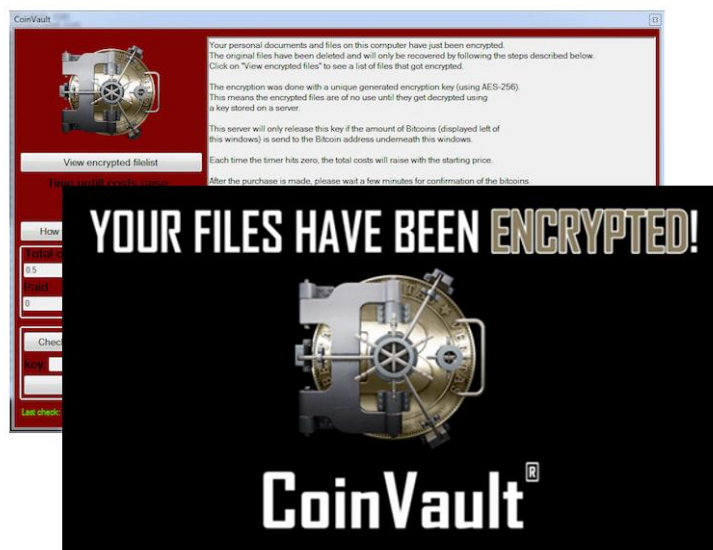 CoinVault
Your personal documents and files on this computer have just been encrypted.
The original files have been deleted and will only be recovered by following the steps described below.
Click on "View encrypted files" to see a list of files that got encrypted.
The encryption was done with a unique generated encryption key (using AES-256).
This means the encrypted files are of no use until they get decrypted using
a key stored on a server.
This server will only release this key if the amount of Bitcoins (displayed left of
this windows) is send to the Bitcoin address underneath this windows.
Each time the timer hits zero, the total costs will raise with the starting price.
After the purchase is made, please wait a few minutes for confirmation of the bitcoins.
View encrypted filelist
Time untill costs raise
How
Total
0.5
Paid:
0
Check
key:
Last check:
YOUR FILES HAVE BEEN ENCRYPTED!
CoinVault®